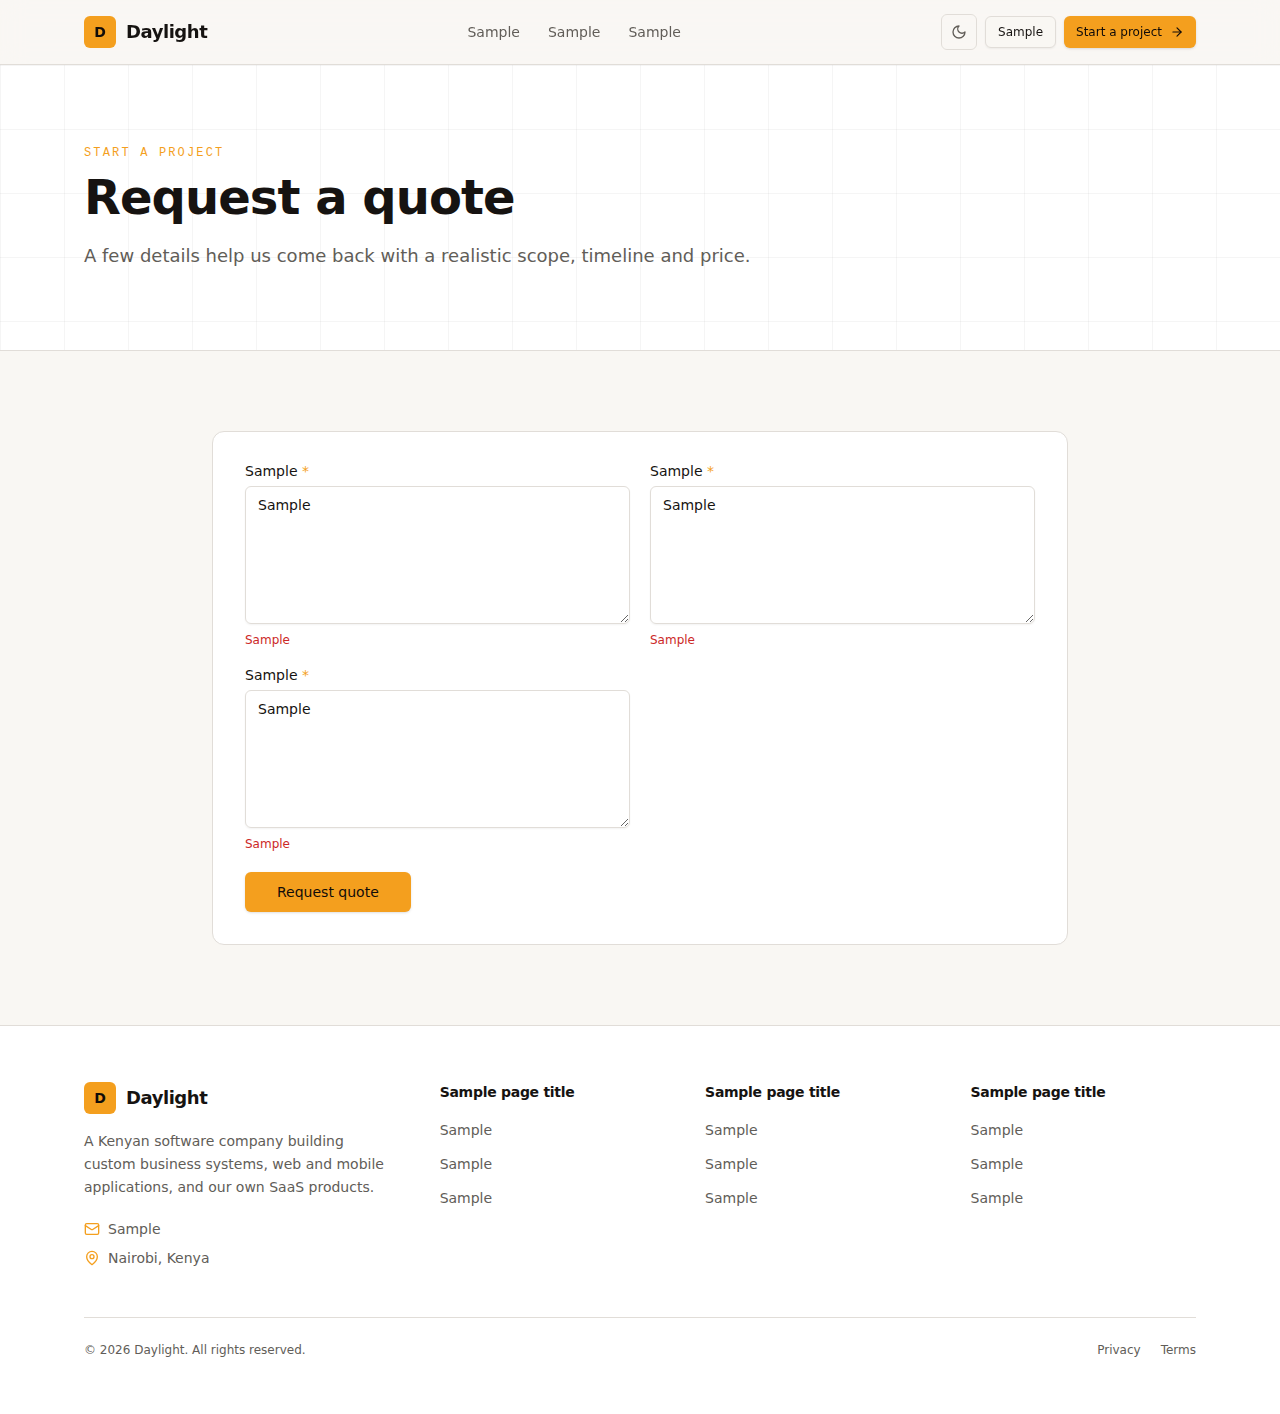 D Daylight Sample Sample Sample Sample Start a project
START A PROJECT
Request a quote
A few details help us come back with a realistic scope, timeline and price.
Sample * Sample *
Sample Sample
Sample Sample
Sample *
Sample
Sample
Request quote
D Daylight
A Kenyan software company building
custom business systems, web and mobile
applications, and our own SaaS products.
Sample
Nairobi, Kenya
Sample page title
Sample
Sample
Sample
Sample page title
Sample
Sample
Sample
Sample page title
Sample
Sample
Sample
© 2026 Daylight. All rights reserved. Privacy Terms